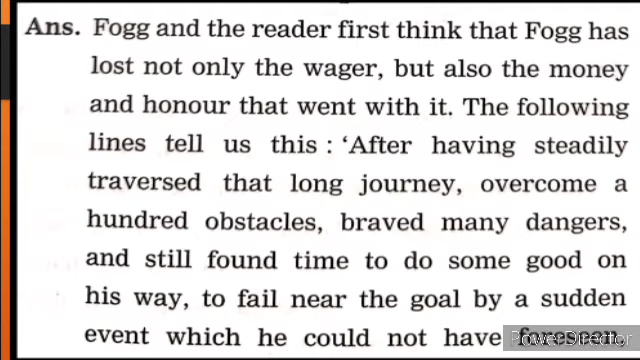 Ans. Fogg and the reader first think that Fogg has
lost not only the wager, but also the money
and honour that went with it. The following
lines tell us this : ‘After having steadily
traversed that long journey, overcome a
hundred obstacles, braved many dangers,
and still found time to do some good on
his way, to fail near the goal by a sudden
event which he could not have foreseen,
PowerDirector